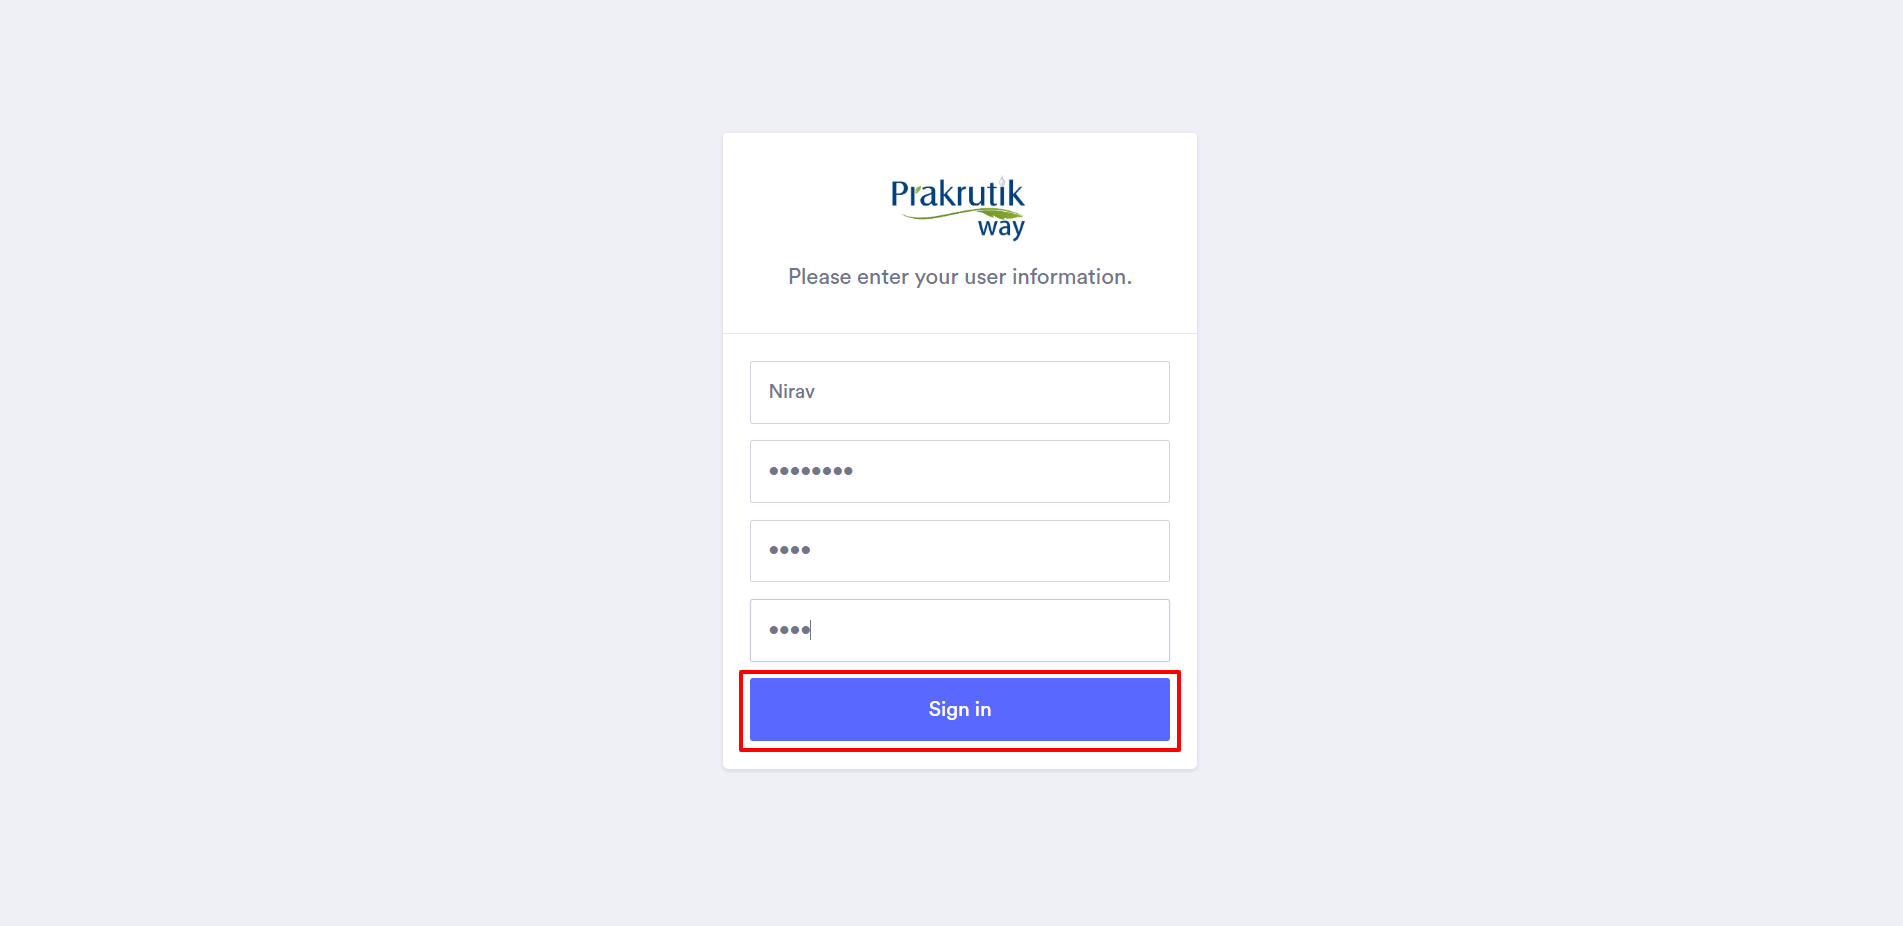 Prakrutik
way
Please enter your user information.
Nirav
••••••••
••••
••••
Sign in